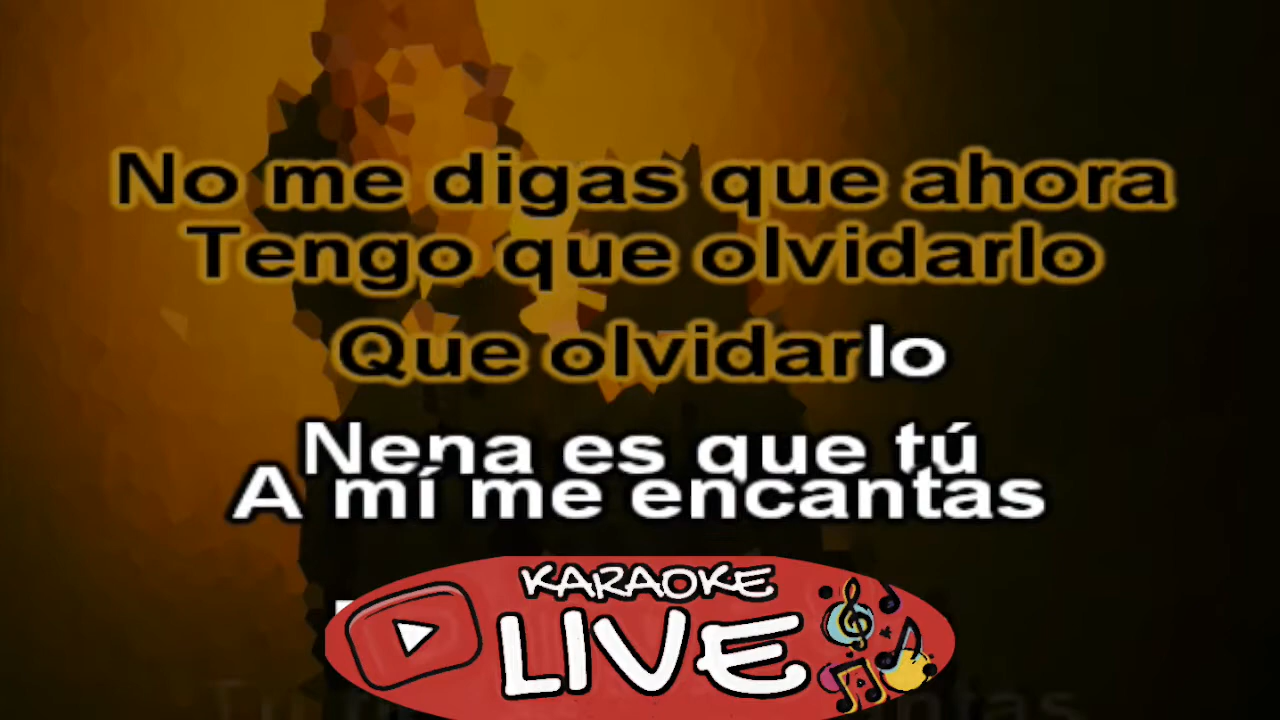 No me digas que ahora
Tengo que olvidarlo
Que olvidarlo
Nena es que tú
A mí me encantas
KARAOKE
LIVE